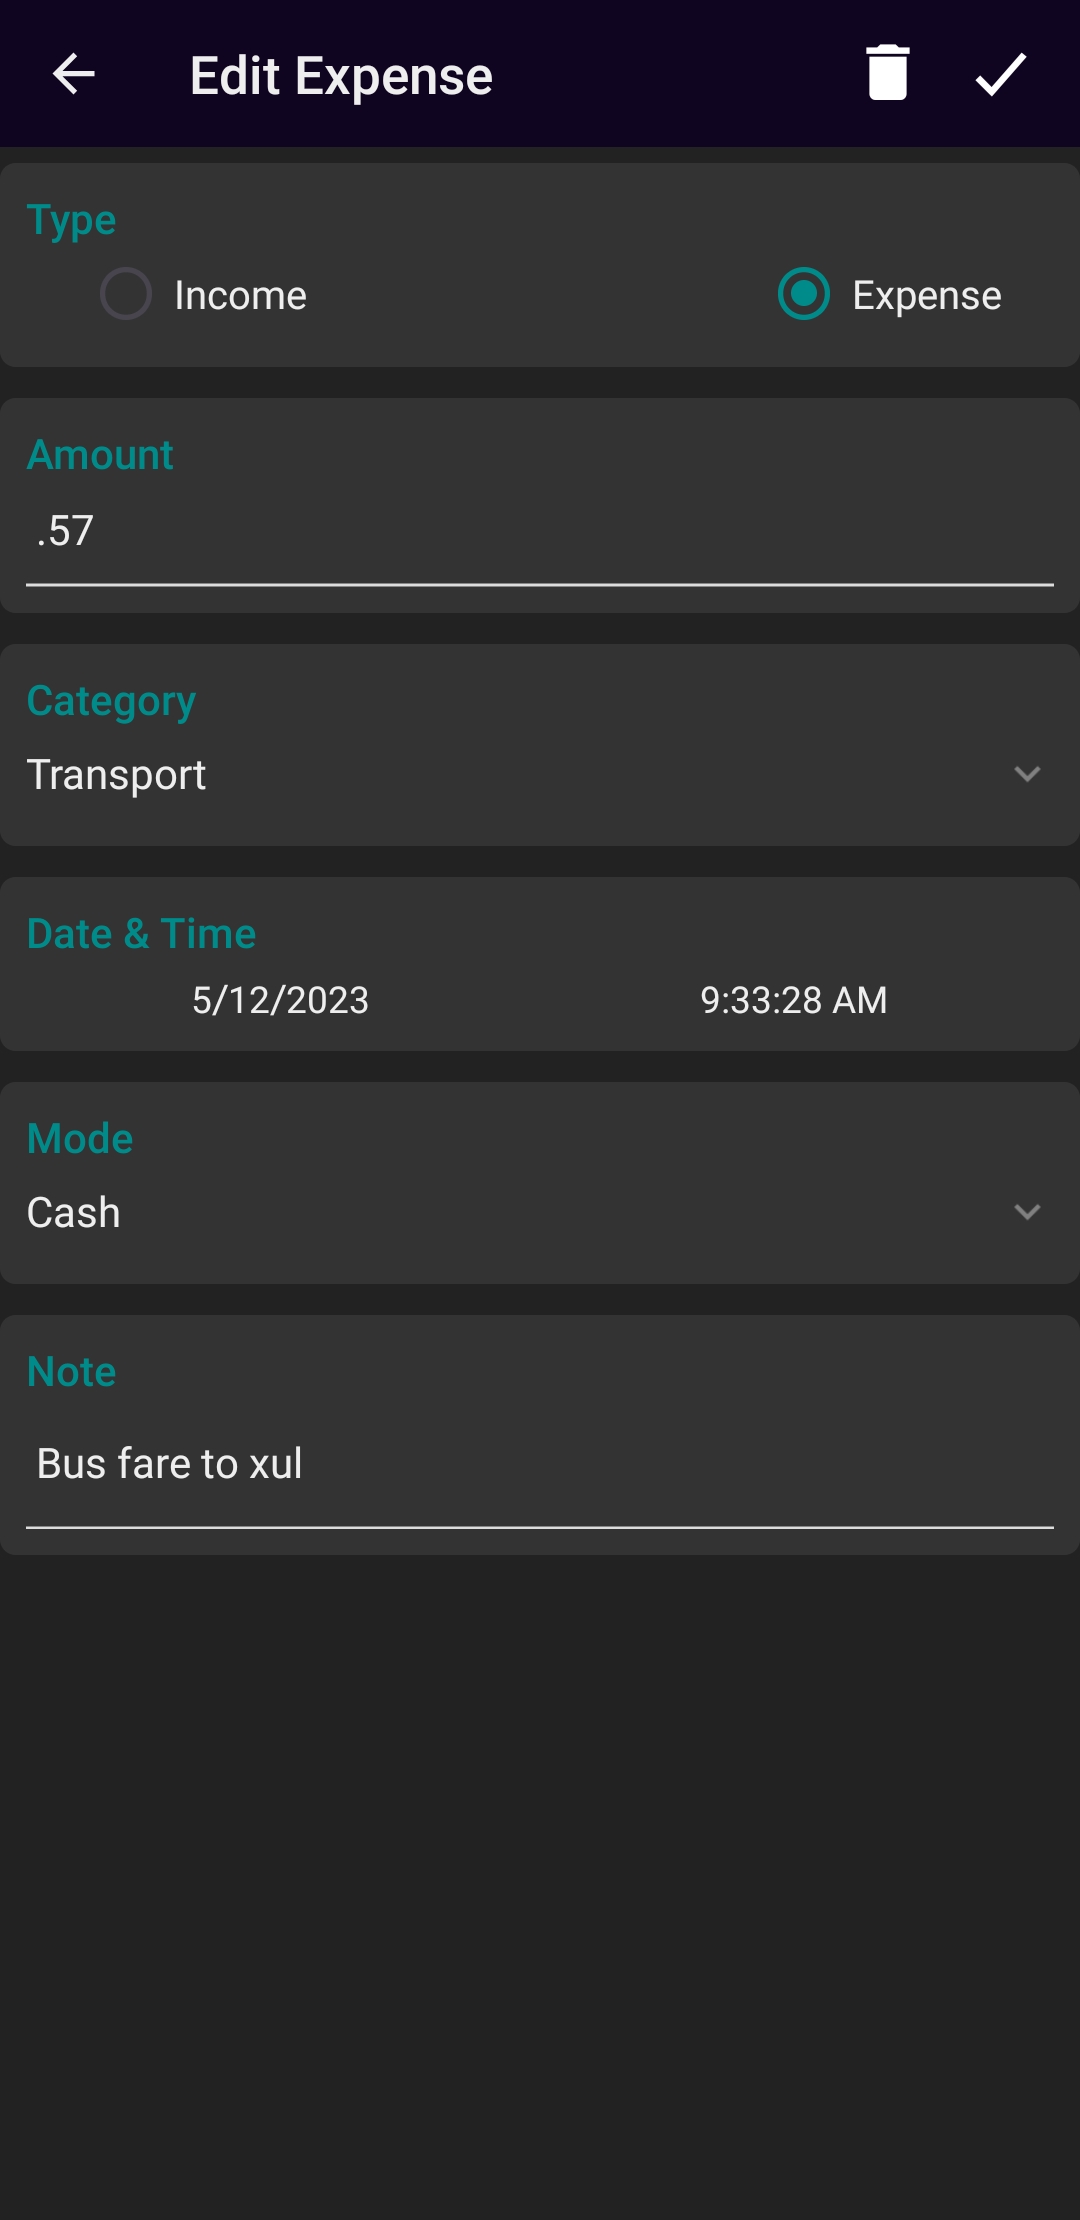 Edit Expense
Type
Income
Expense
Amount
.57
Category
Transport
Date & Time
5/12/2023
9:33:28 AM
Mode
Cash
Note
Bus fare to xul